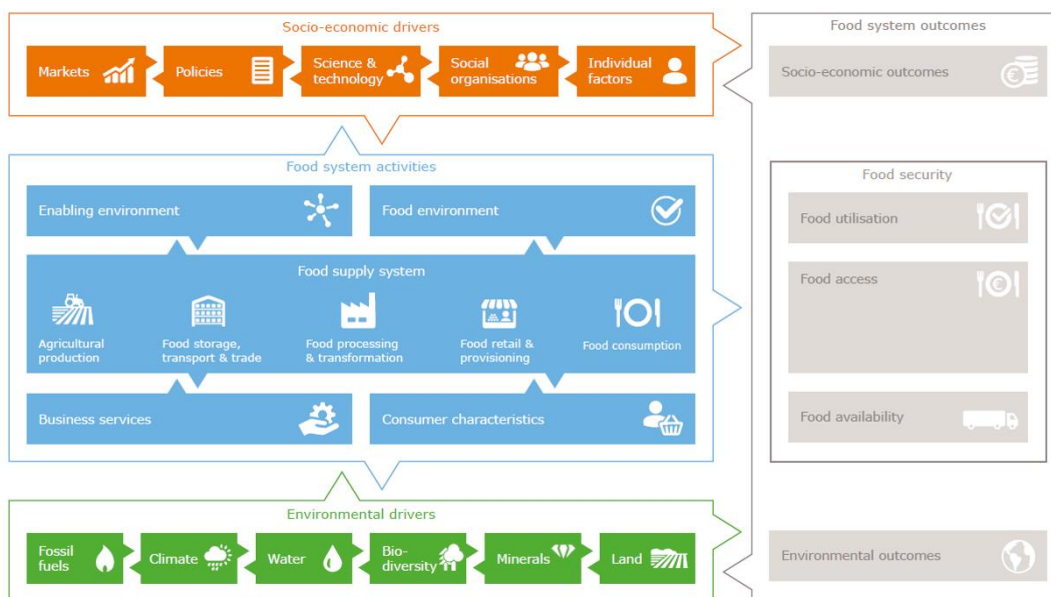 Socio-economic drivers
Markets
Policies
Science &
technology
Social
organisations
Individual
factors
Food system activities
Enabling environment
Food environment
Food supply system
Agricultural
production
Food storage,
transport & trade
Food processing
& transformation
Food retail &
provisioning
Food consumption
Business services
Consumer characteristics
Environmental drivers
Fossil
fuels
Climate
Water
Bio-
diversity
Minerals
Land
Food system outcomes
Socio-economic outcomes
€
Food security
Food utilisation
Food access
€
Food availability
Environmental outcomes